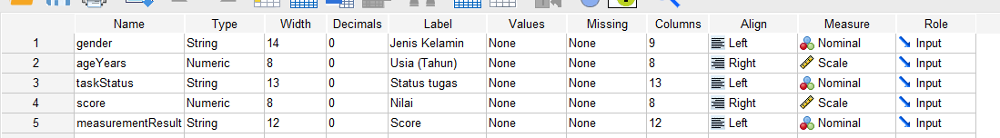 Name Type Width Decimals Label Values Missing Columns Align Measure Role
1 gender String 14 0 Jenis Kelamin None None 9 Left Nominal Input
2 ageYears Numeric 8 0 Usia (Tahun) None None 8 Right Scale Input
3 taskStatus String 13 0 Status tugas None None 13 Left Nominal Input
4 score Numeric 8 0 Nilai None None 8 Right Scale Input
5 measurementResult String 12 0 Score None None 12 Left Nominal Input